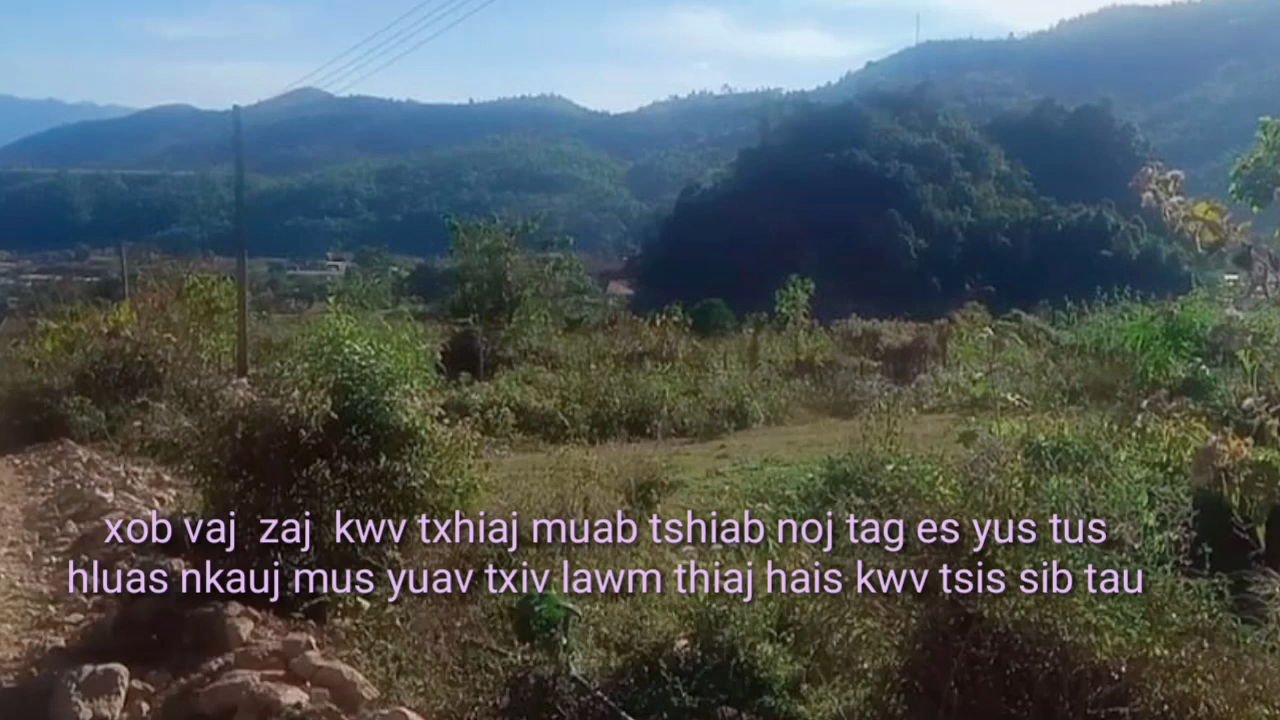 xob vaj zaj kwv txhiaj muab tshiab noj tag es yus tus
hluas nkauj mus yuav txiv lawm thiaj hais kwv tsis sib tau